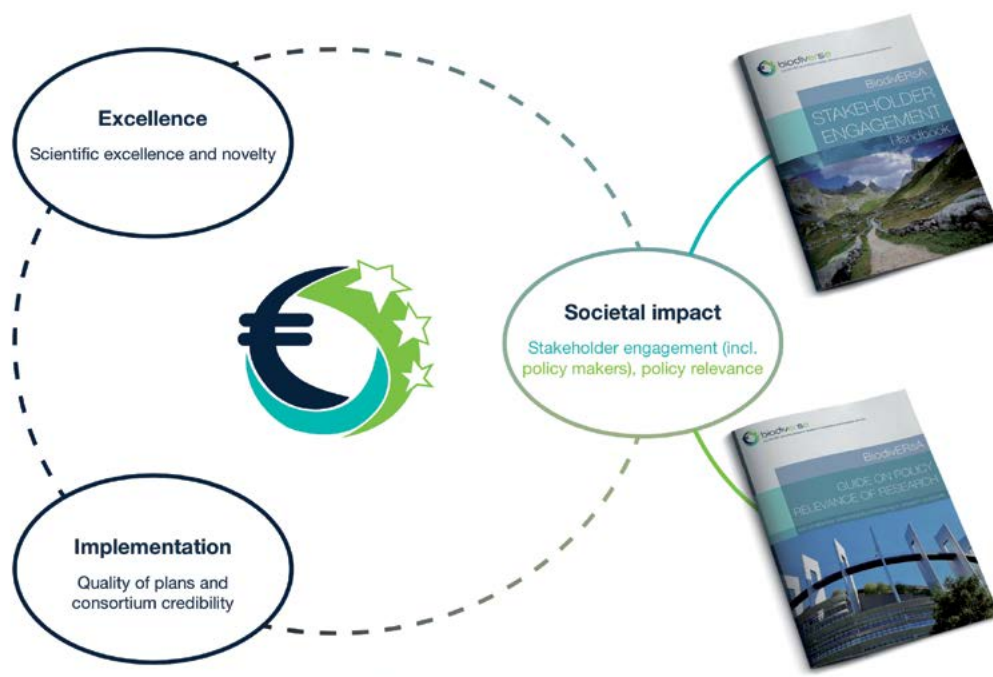 Excellence
Scientific excellence and novelty
Implementation
Quality of plans and
consortium credibility
Societal impact
Stakeholder engagement (incl.
policy makers), policy relevance
biodiversa
BiodivERsA
STAKEHOLDER
ENGAGEMENT
Handbook
biodiversa
BiodivERsA
GUIDE ON POLICY
RELEVANCE OF RESEARCH